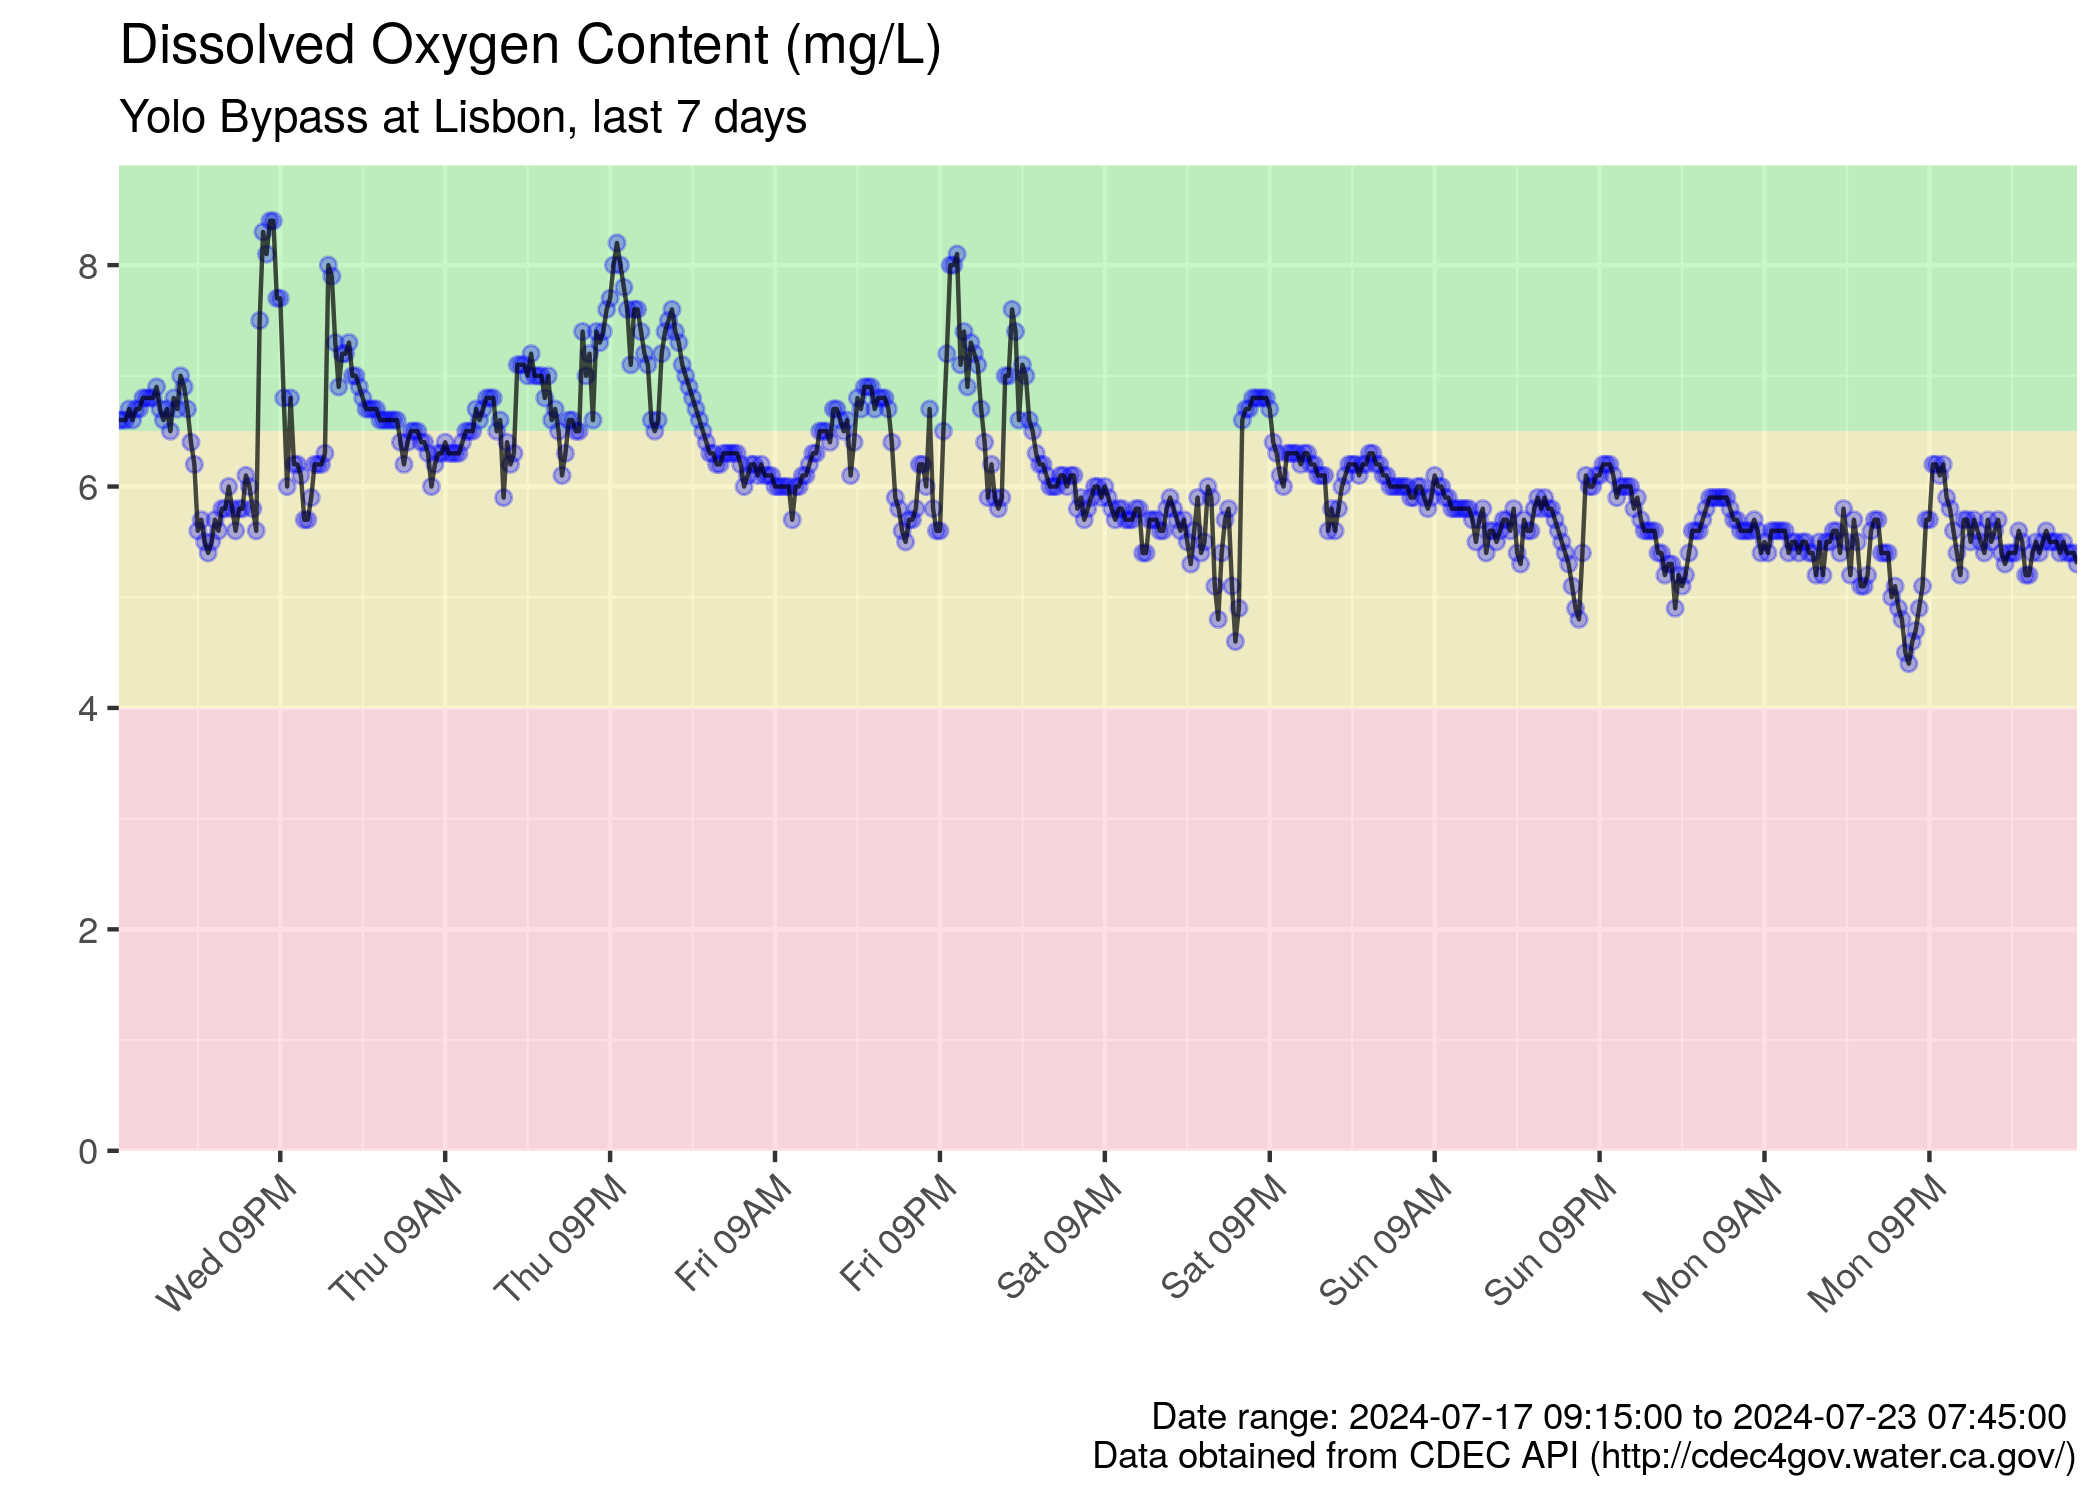 Dissolved Oxygen Content (mg/L)
Yolo Bypass at Lisbon, last 7 days
8
6
4
2
0
Wed 09PM
Thu 09AM
Thu 09PM
Fri 09AM
Fri 09PM
Sat 09AM
Sat 09PM
Sun 09AM
Sun 09PM
Mon 09AM
Mon 09PM
Date range: 2024-07-17 09:15:00 to 2024-07-23 07:45:00
Data obtained from CDEC API (http://cdec4gov.water.ca.gov/)